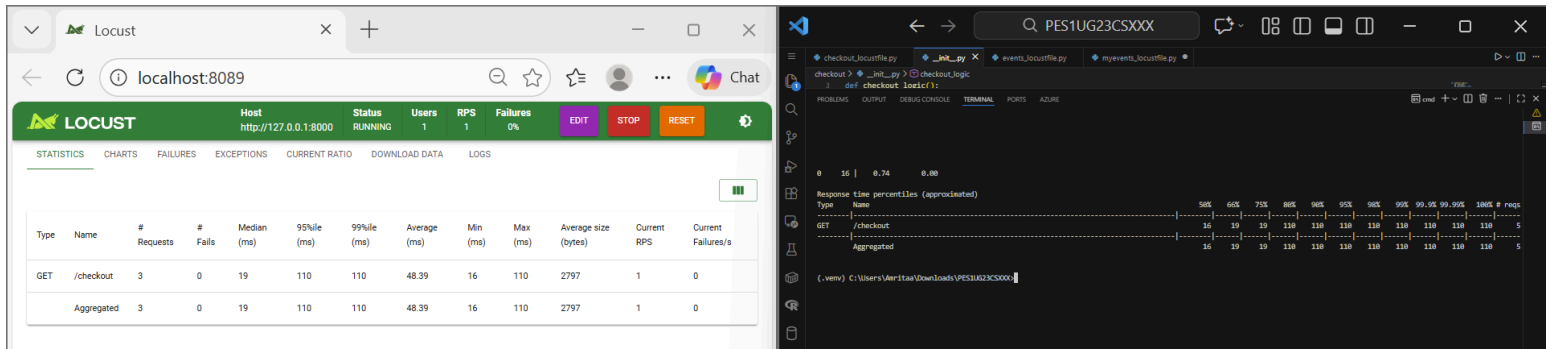 Locust
localhost:8089
Chat
LOCUST
Host
http://127.0.0.1:8000
Status
RUNNING
Users
1
RPS
1
Failures
0%
EDIT
STOP
RESET
STATISTICS CHARTS FAILURES EXCEPTIONS CURRENT RATIO DOWNLOAD DATA LOGS
Type Name # Requests # Fails Median (ms) 95%ile (ms) 99%ile (ms) Average (ms) Min (ms) Max (ms) Average size (bytes) Current RPS Current Failures/s
GET /checkout 3 0 19 110 110 48.39 16 110 2797 1 0
Aggregated 3 0 19 110 110 48.39 16 110 2797 1 0
PES1UG23CSXXX
checkout_locustfile.py __init__.py events_locustfile.py myevents_locustfile.py
checkout > __init__.py > checkout_logic
def checkout_logic():
PROBLEMS OUTPUT DEBUG CONSOLE TERMINAL PORTS AZURE
cmd
0 16 | 0.74 0.00
Response time percentiles (approximated)
Type Name 50% 66% 75% 80% 90% 95% 98% 99% 99.9% 99.99% 100% # reqs
--------|--------|--------|------|------|------|------|------|------|------|------|------|------|------
GET /checkout 16 19 19 110 110 110 110 110 110 110 110 5
--------|--------|--------|------|------|------|------|------|------|------|------|------|------|------
Aggregated 16 19 19 110 110 110 110 110 110 110 110 5
(.venv) C:\Users\Amritaa\Downloads\PES1UG23CSXXX>